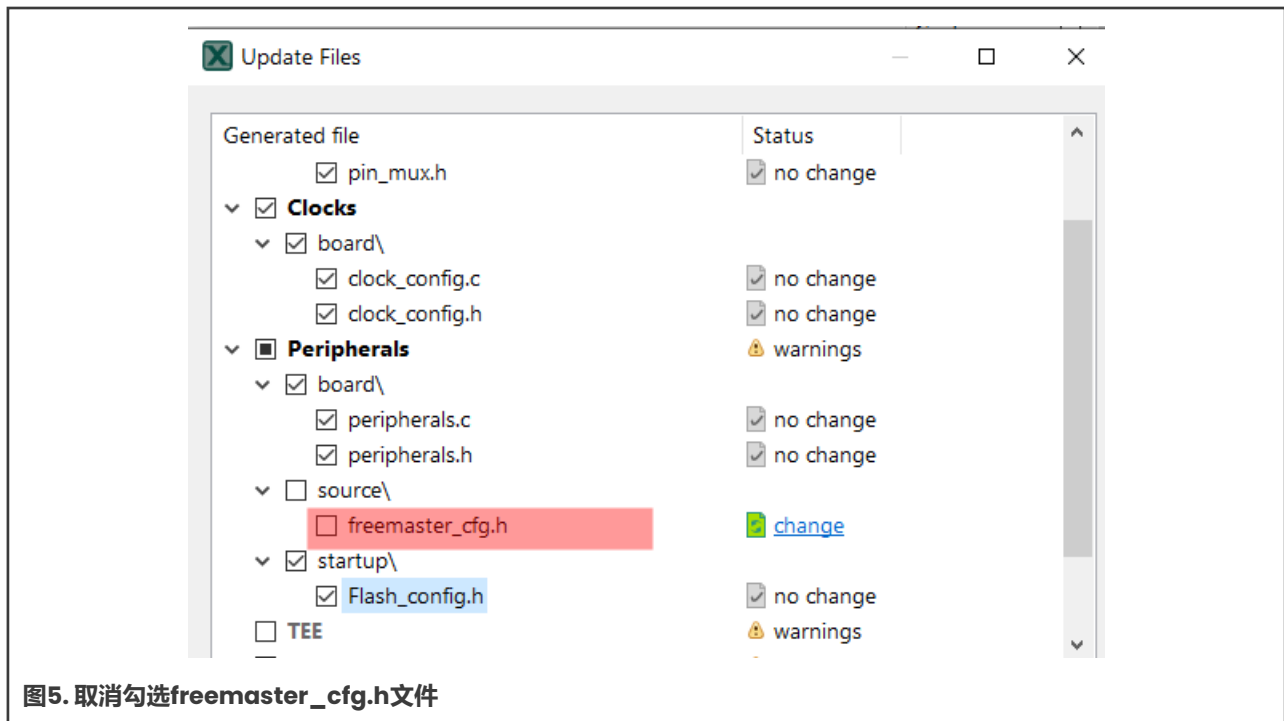 Update Files
Generated file Status
pin_mux.h no change
Clocks
board\
clock_config.c no change
clock_config.h no change
Peripherals warnings
board\
peripherals.c no change
peripherals.h no change
source\
freemaster_cfg.h change
startup\
Flash_config.h no change
TEE warnings
图5. 取消勾选freemaster_cfg.h文件